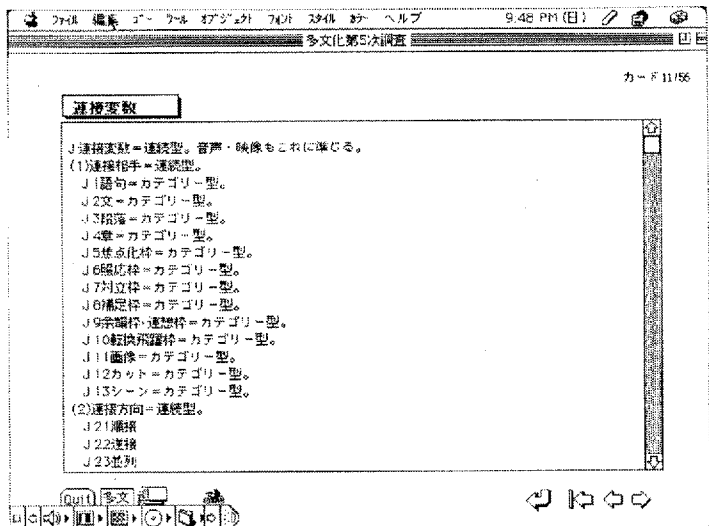 ファイル 編集 ゴー ツール オブジェクト フォント スタイル カラー ヘルプ 9:48 PM (日)
多文化第5次調査
カード 11/56
連接変数
J連接変数=連続型。音声・映像もこれに準じる。
(1)連接相手=連続型。
J1語句=カテゴリー型。
J2文=カテゴリー型。
J3段落=カテゴリー型。
J4章=カテゴリー型。
J5焦点化枠=カテゴリー型。
J6照応枠=カテゴリー型。
J7対立枠=カテゴリー型。
J8補足枠=カテゴリー型。
J9余韻枠・連想枠=カテゴリー型。
J10転換飛躍枠=カテゴリー型。
J11画像=カテゴリー型。
J12カット=カテゴリー型。
J13シーン=カテゴリー型。
(2)連接方向=連続型。
J21順接
J22逆接
J23並列
Quit 多文